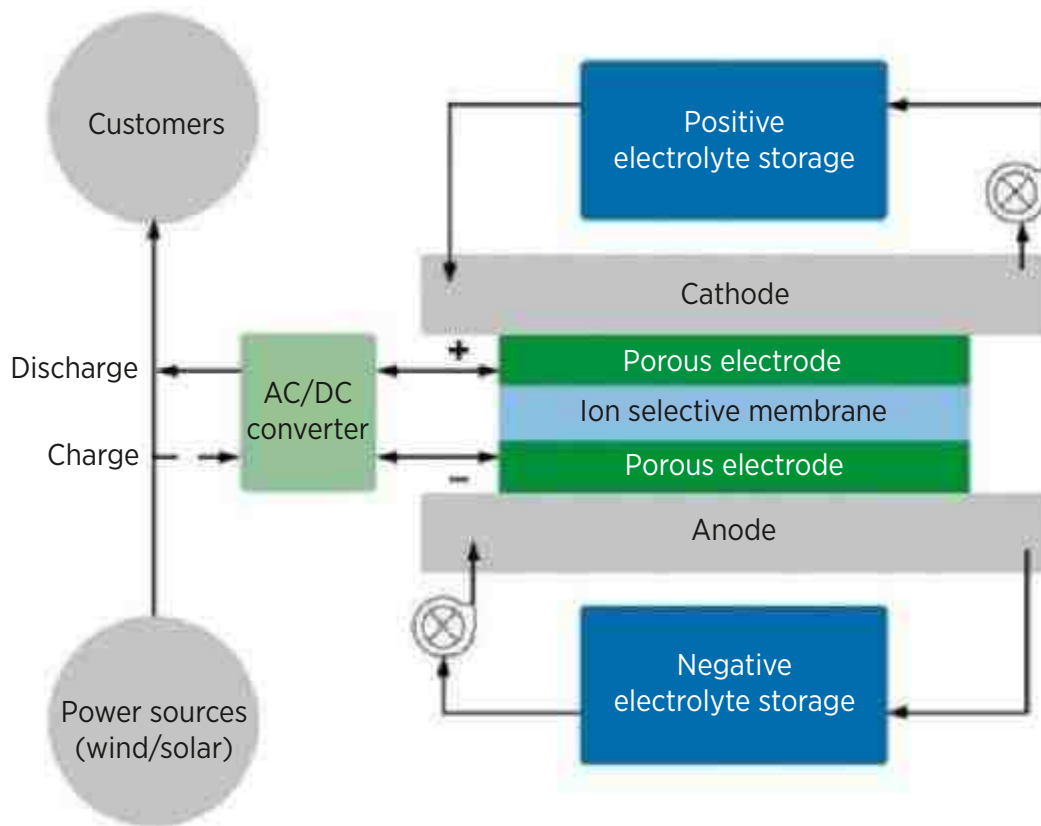 Customers
Positive
electrolyte storage
Cathode
+
Porous electrode
Discharge
AC/DC
converter
Ion selective membrane
Charge
Porous electrode
–
Anode
Negative
electrolyte storage
Power sources
(wind/solar)